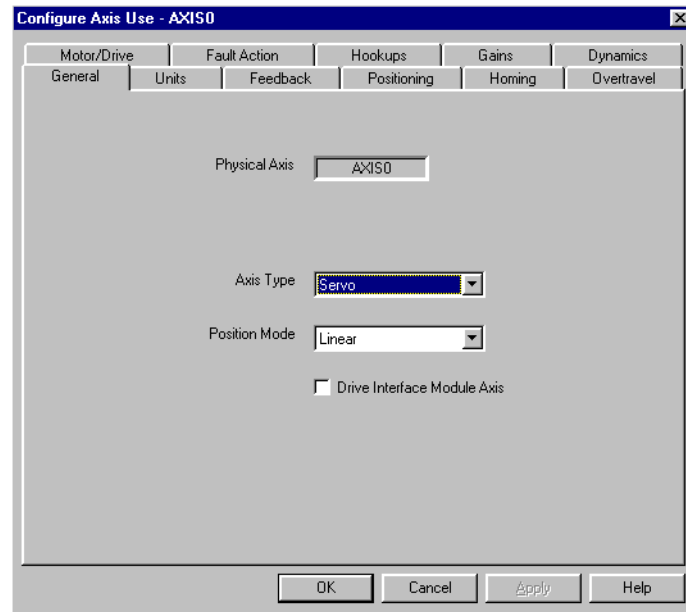 Configure Axis Use - AXIS0
Motor/Drive Fault Action Hookups Gains Dynamics
General Units Feedback Positioning Homing Overtravel
Physical Axis AXIS0
Axis Type Servo
Position Mode Linear
Drive Interface Module Axis
OK Cancel Apply Help